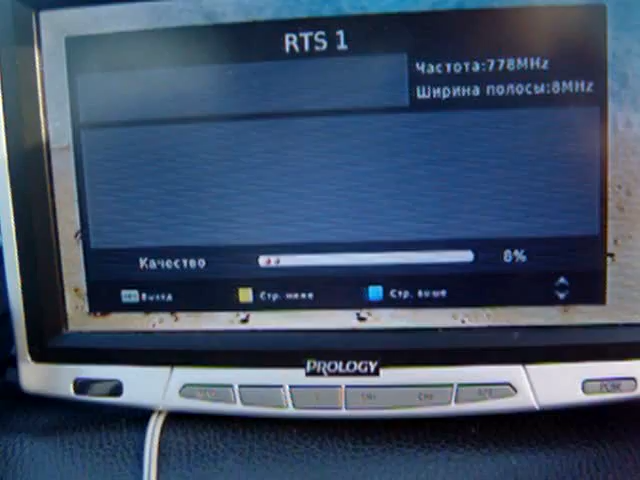 RTS 1
Частота:778MHz
Ширина полосы:8MHz
Качество 8%
Выход Стр. ниже Стр. выше
PROLOGY